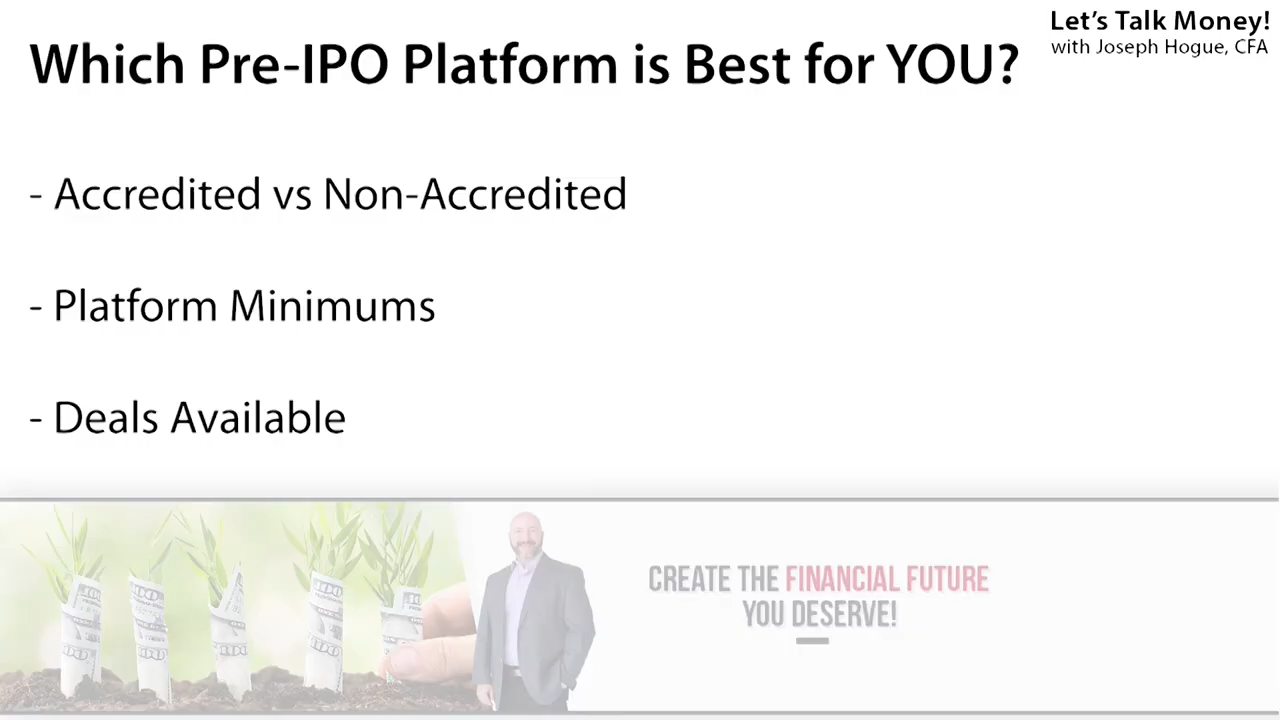 Let's Talk Money!
with Joseph Hogue, CFA
Which Pre-IPO Platform is Best for YOU?
- Accredited vs Non-Accredited
- Platform Minimums
- Deals Available
CREATE THE FINANCIAL FUTURE
YOU DESERVE!